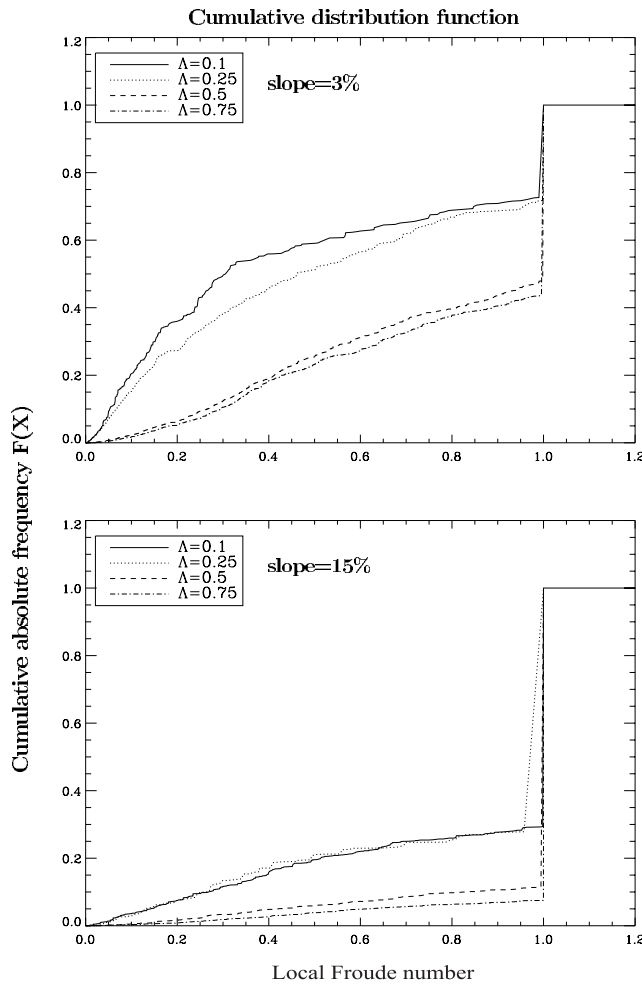 Cumulative distribution function
1.2
1.0
0.8
0.6
0.4
0.2
0.0
Λ=0.1
Λ=0.25
Λ=0.5
Λ=0.75
slope=3%
0.0 0.2 0.4 0.6 0.8 1.0 1.2
Cumulative absolute frequency F(X)
1.2
1.0
0.8
0.6
0.4
0.2
0.0
Λ=0.1
Λ=0.25
Λ=0.5
Λ=0.75
slope=15%
0.0 0.2 0.4 0.6 0.8 1.0 1.2
Local Froude number